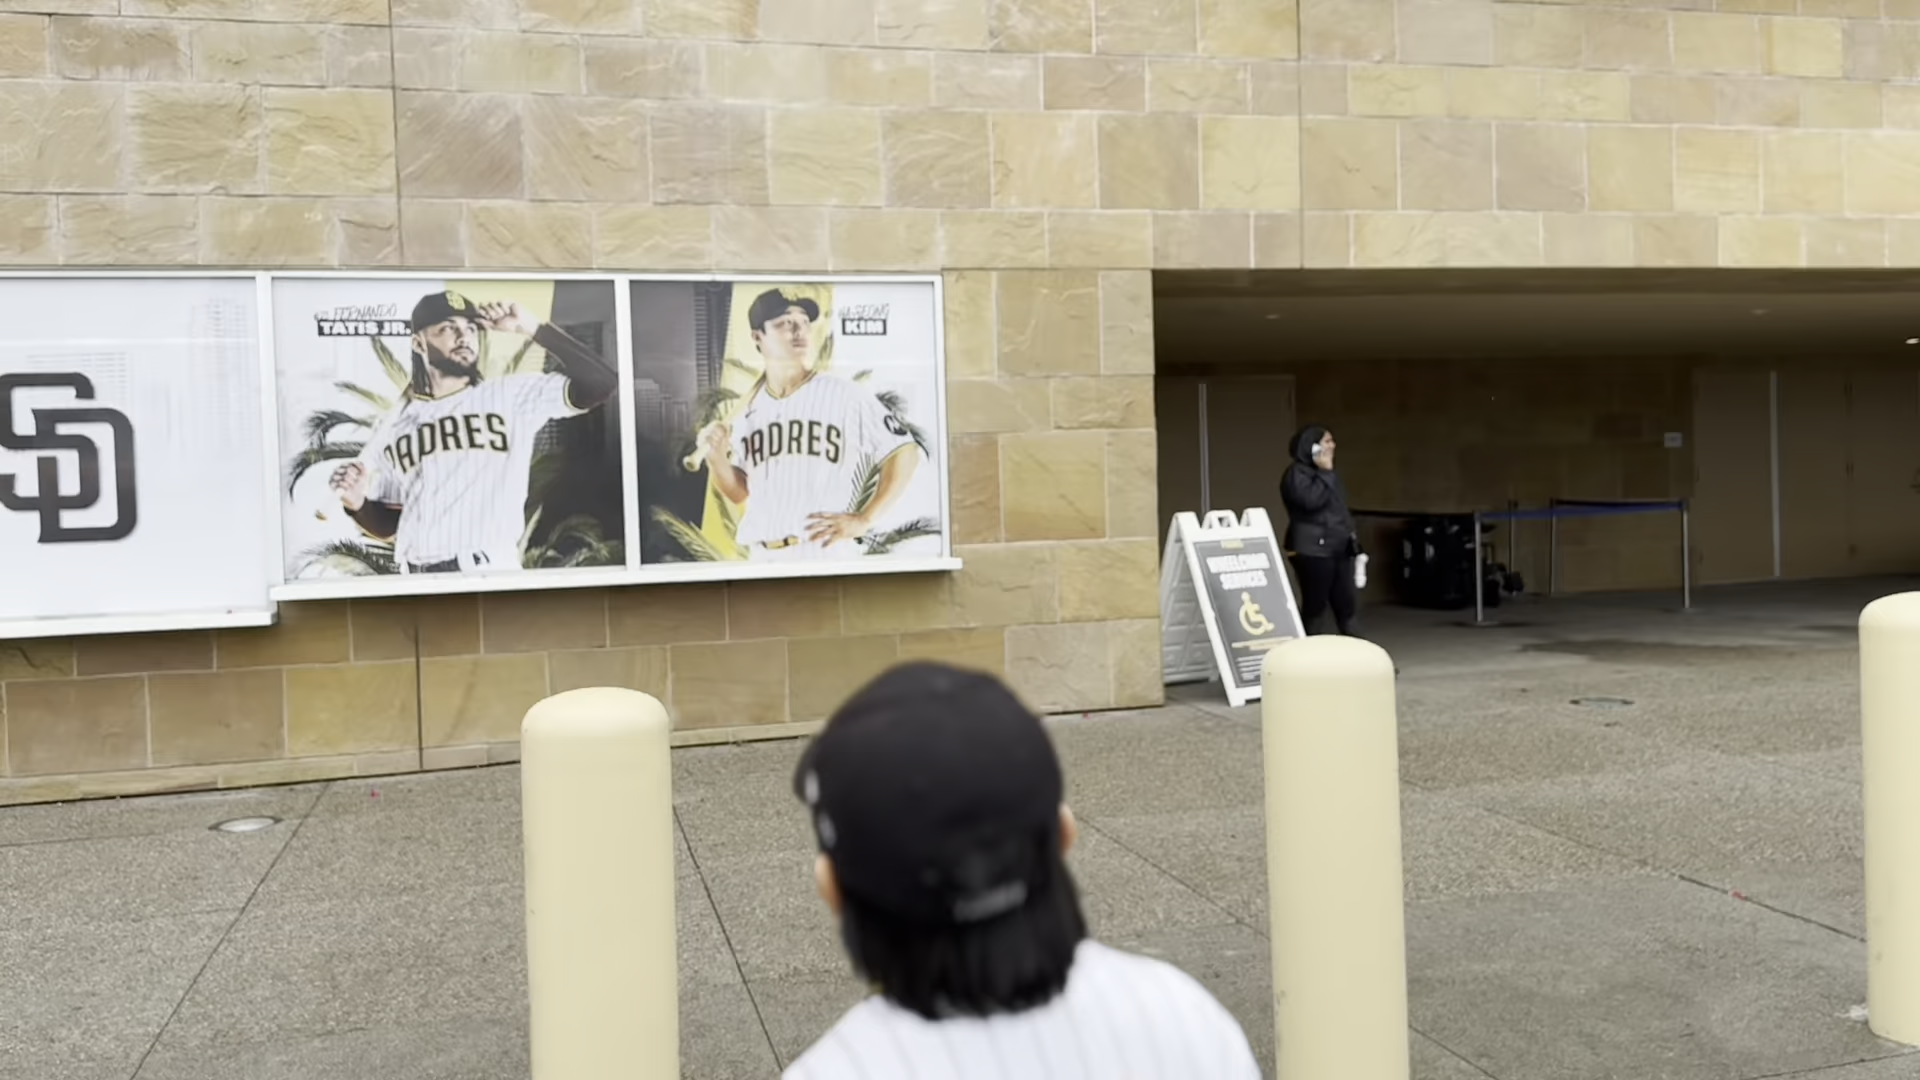 SD
FERNANDO
TATIS JR.
PADRES
HA-SEONG
KIM
PADRES
WHEELCHAIR
SERVICES